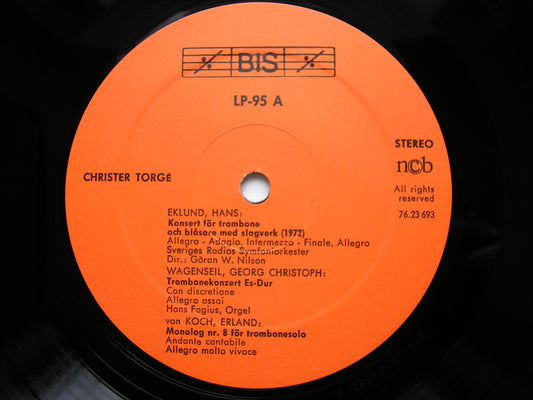 BIS
LP-95 A
STEREO
ncb
All rights
reserved
76.23 693
CHRISTER TORGÉ
EKLUND, HANS:
Konsert för trombone
och blåsare med slagverk (1972)
Allegro - Adagio. Intermezzo - Finale. Allegro
Sveriges Radios Symfoniorkester
Dir.: Göran W. Nilson
WAGENSEIL, GEORG CHRISTOPH:
Trombonekonzert Es-Dur
Con discretione
Allegro assai
Hans Fagius, Orgel
von KOCH, ERLAND:
Monolog nr. 8 för trombonesolo
Andante cantabile
Allegro molto vivace